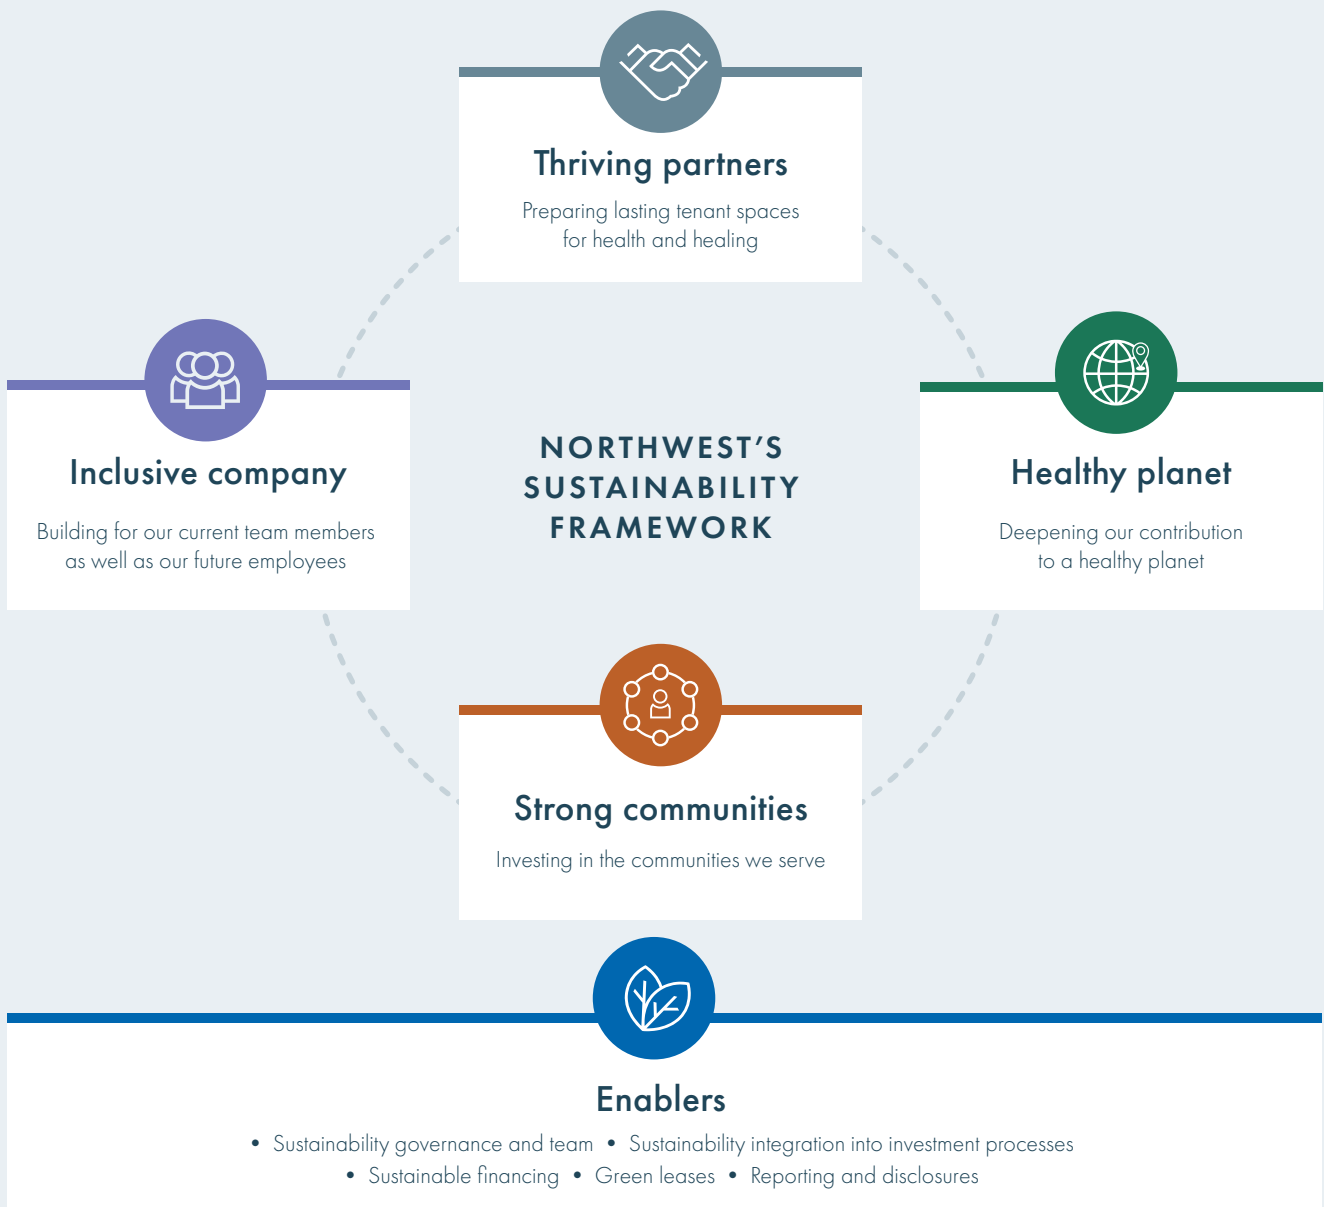 Thriving partners
Preparing lasting tenant spaces
for health and healing
Inclusive company
Building for our current team members
as well as our future employees
NORTHWEST’S
SUSTAINABILITY
FRAMEWORK
Healthy planet
Deepening our contribution
to a healthy planet
Strong communities
Investing in the communities we serve
Enablers
• Sustainability governance and team • Sustainability integration into investment processes
• Sustainable financing • Green leases • Reporting and disclosures